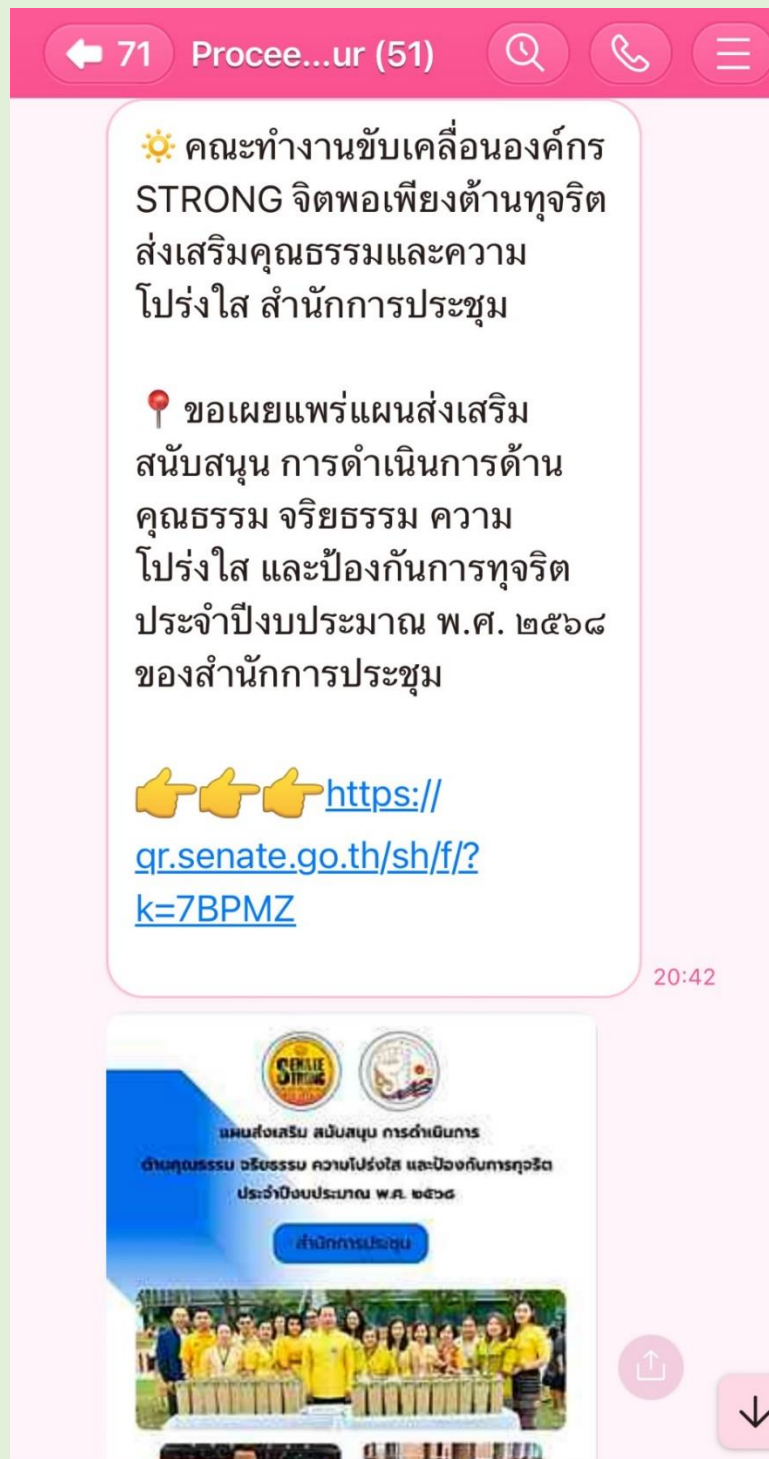 71 Procee...ur (51)
คณะทำงานขับเคลื่อนองค์กร
STRONG จิตพอเพียงต้านทุจริต
ส่งเสริมคุณธรรมและความ
โปร่งใส สำนักการประชุม
ขอเผยแพร่แผนส่งเสริม
สนับสนุน การดำเนินการด้าน
คุณธรรม จริยธรรม ความ
โปร่งใส และป้องกันการทุจริต
ประจำปีงบประมาณ พ.ศ. ๒๕๖๘
ของสำนักการประชุม
https://
qr.senate.go.th/sh/f/?
k=7BPMZ
20:42
SENATE
STRONG
แผนส่งเสริม สนับสนุน การดำเนินการ
ด้านคุณธรรม จริยธรรม ความโปร่งใส และป้องกันการทุจริต
ประจำปีงบประมาณ พ.ศ. ๒๕๖๘
สำนักการประชุม